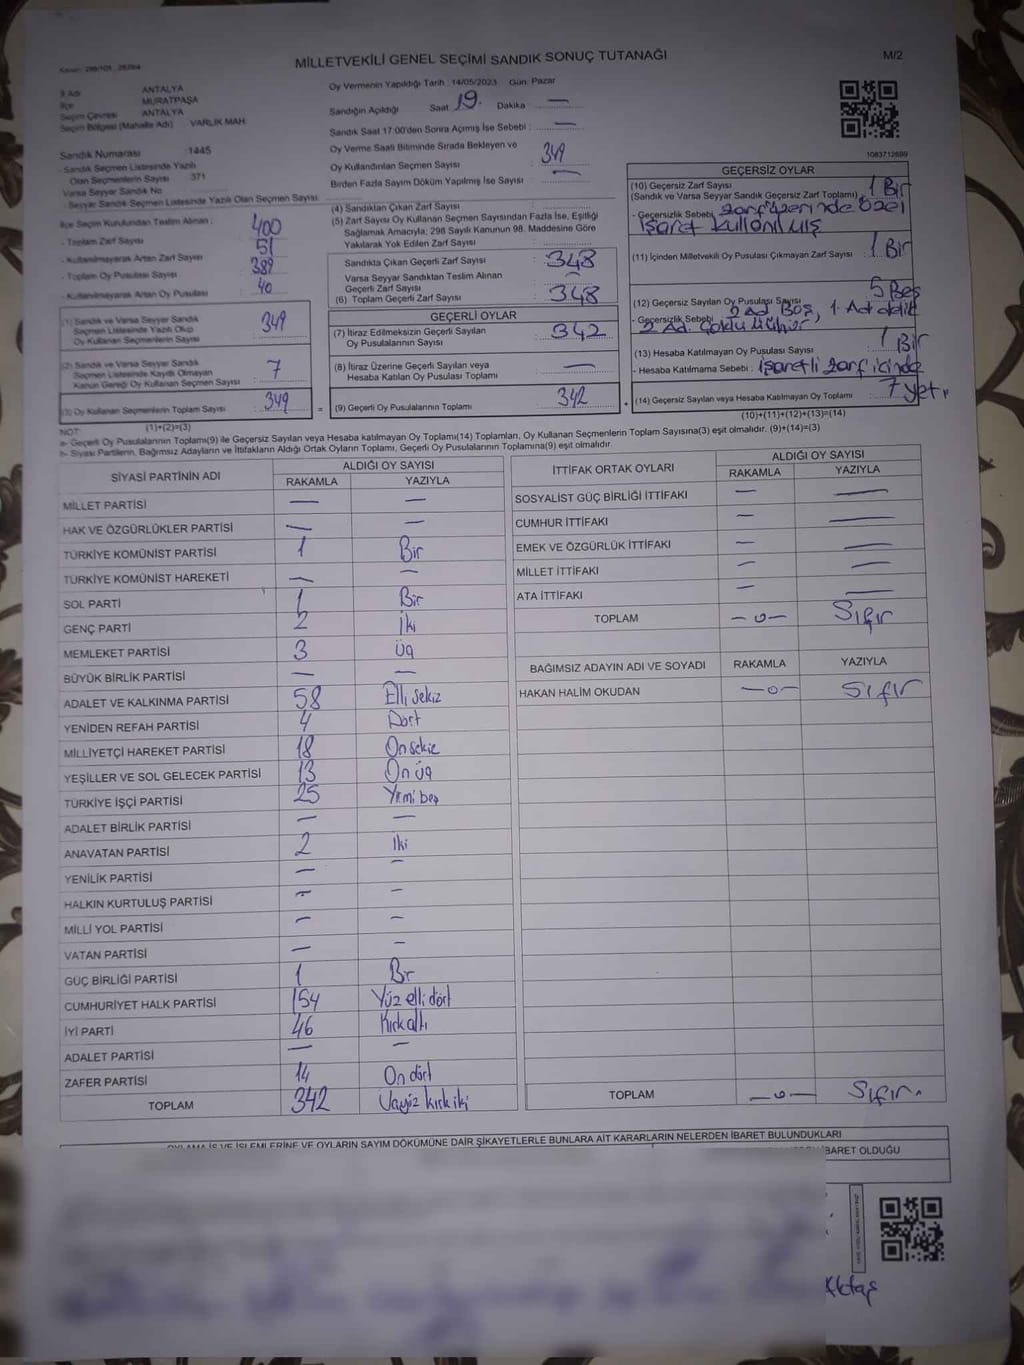 MİLLETVEKİLİ GENEL SEÇİMİ SANDIK SONUÇ TUTANAĞI
M/2
İl Adı ANTALYA
İlçe MURATPAŞA
Seçim Çevresi ANTALYA
Seçim Bölgesi (Mahalle Adı) VARLIK MAH.
Sandık Numarası 1445
Sandık Seçmen Listesinde Yazılı
Olan Seçmenlerin Sayısı 371
Varsa Seyyar Sandık No
Seyyar Sandık Seçmen Listesinde Yazılı Olan Seçmen Sayısı
Oy Vermenin Yapıldığı Tarih : 14/05/2023 Gün: Pazar
Sandığın Açıldığı Saat 19. Dakika : —
Sandık Saat 17:00'den Sonra Açımış İse Sebebi : —
Oy Verme Saati Bitiminde Sırada Bekleyen ve
Oy Kullandırılan Seçmen Sayısı : 349
Birden Fazla Sayım Döküm Yapılmış İse Sayısı : —
1083712699
İlçe Seçim Kurulundan Teslim Alınan :
- Toplam Zarf Sayısı 400
- Kullanılmayarak Artan Zarf Sayısı 51
- Toplam Oy Pusulası Sayısı 389
- Kullanılmayarak Artan Oy Pusulası 40
(1) Sandık ve Varsa Seyyar Sandık
Seçmen Listesinde Yazılı Olup
Oy Kullanan Seçmenlerin Sayısı 349
(2) Sandık ve Varsa Seyyar Sandık
Seçmen Listesinde Kayıtlı Olmayan
Kanun Gereği Oy Kullanan Seçmen Sayısı 7
(3) Oy Kullanan Seçmenlerin Toplam Sayısı 349
(1)+(2)=(3)
(4) Sandıktan Çıkan Zarf Sayısı
(5) Zarf Sayısı Oy Kullanan Seçmen Sayısından Fazla İse, Eşitliği
Sağlamak Amacıyla; 298 Sayılı Kanunun 98. Maddesine Göre
Yakılarak Yok Edilen Zarf Sayısı
Sandıkta Çıkan Geçerli Zarf Sayısı : 348
Varsa Seyyar Sandıktan Teslim Alınan
Geçerli Zarf Sayısı : —
(6) Toplam Geçerli Zarf Sayısı : 348
GEÇERLİ OYLAR
(7) İtiraz Edilmeksizin Geçerli Sayılan
Oy Pusulalarının Sayısı : 342
(8) İtiraz Üzerine Geçerli Sayılan veya
Hesaba Katılan Oy Pusulası Toplamı : —
= (9) Geçerli Oy Pusulalarının Toplamı : 342
GEÇERSİZ OYLAR
(10) Geçersiz Zarf Sayısı
(Sandık ve Varsa Seyyar Sandık Geçersiz Zarf Toplamı) 1 Bir
- Geçersizlik Sebebi : zarf üzerinde özel
işaret kullanılmış
(11) İçinden Milletvekili Oy Pusulası Çıkmayan Zarf Sayısı : 1 Bir
(12) Geçersiz Sayılan Oy Pusulası Sayısı : 5 Beş
- Geçersizlik Sebebi : 2 Ad Boş, 1 Ad
2 Ad. Çoklu mühür
(13) Hesaba Katılmayan Oy Pusulası Sayısı 1 Bir
- Hesaba Katılmama Sebebi : işaretli zarf içinde
(14) Geçersiz Sayılan veya Hesaba Katılmayan Oy Toplamı : 7 yedi
(10)+(11)+(12)+(13)=(14)
NOT:
a- Geçerli Oy Pusulalarının Toplamı(9) ile Geçersiz Sayılan veya Hesaba katılmayan Oy Toplamı(14) Toplamları, Oy Kullanan Seçmenlerin Toplam Sayısına(3) eşit olmalıdır. (9)+(14)=(3)
b- Siyasi Partilerin, Bağımsız Adayların ve İttifakların Aldığı Ortak Oyların Toplamı, Geçerli Oy Pusulalarının Toplamına(9) eşit olmalıdır.
SİYASİ PARTİNİN ADI ALDIĞI OY SAYISI
RAKAMLA YAZIYLA
MİLLET PARTİSİ — —
HAK VE ÖZGÜRLÜKLER PARTİSİ — —
TÜRKİYE KOMÜNİST PARTİSİ 1 Bir
TÜRKİYE KOMÜNİST HAREKETİ — —
SOL PARTİ 1 Bir
GENÇ PARTİ 2 İki
MEMLEKET PARTİSİ 3 üç
BÜYÜK BİRLİK PARTİSİ — —
ADALET VE KALKINMA PARTİSİ 58 Elli sekiz
YENİDEN REFAH PARTİSİ 4 Dört
MİLLİYETÇİ HAREKET PARTİSİ 18 On sekiz
YEŞİLLER VE SOL GELECEK PARTİSİ 13 On üç
TÜRKİYE İŞÇİ PARTİSİ 25 Yirmi beş
ADALET BİRLİK PARTİSİ — —
ANAVATAN PARTİSİ 2 İki
YENİLİK PARTİSİ — —
HALKIN KURTULUŞ PARTİSİ — —
MİLLİ YOL PARTİSİ — —
VATAN PARTİSİ — —
GÜÇ BİRLİĞİ PARTİSİ 1 Bir
CUMHURİYET HALK PARTİSİ 154 Yüz elli dört
İYİ PARTİ 46 Kırk altı
ADALET PARTİSİ — —
ZAFER PARTİSİ 14 On dört
TOPLAM 342 Üçyüz kırk iki
İTTİFAK ORTAK OYLARI ALDIĞI OY SAYISI
RAKAMLA YAZIYLA
SOSYALİST GÜÇ BİRLİĞİ İTTİFAKI — —
CUMHUR İTTİFAKI — —
EMEK VE ÖZGÜRLÜK İTTİFAKI — —
MİLLET İTTİFAKI — —
ATA İTTİFAKI — —
TOPLAM —0— Sıfır
BAĞIMSIZ ADAYIN ADI VE SOYADI RAKAMLA YAZIYLA
HAKAN HALİM OKUDAN —0— Sıfır
TOPLAM —0— Sıfır.
OYLAMA İŞ VE İŞLEMLERİNE VE OYLARIN SAYIM DÖKÜMÜNE DAİR ŞİKAYETLERLE BUNLARA AİT KARARLARIN NELERDEN İBARET BULUNDUKLARI
İBARET OLDUĞU